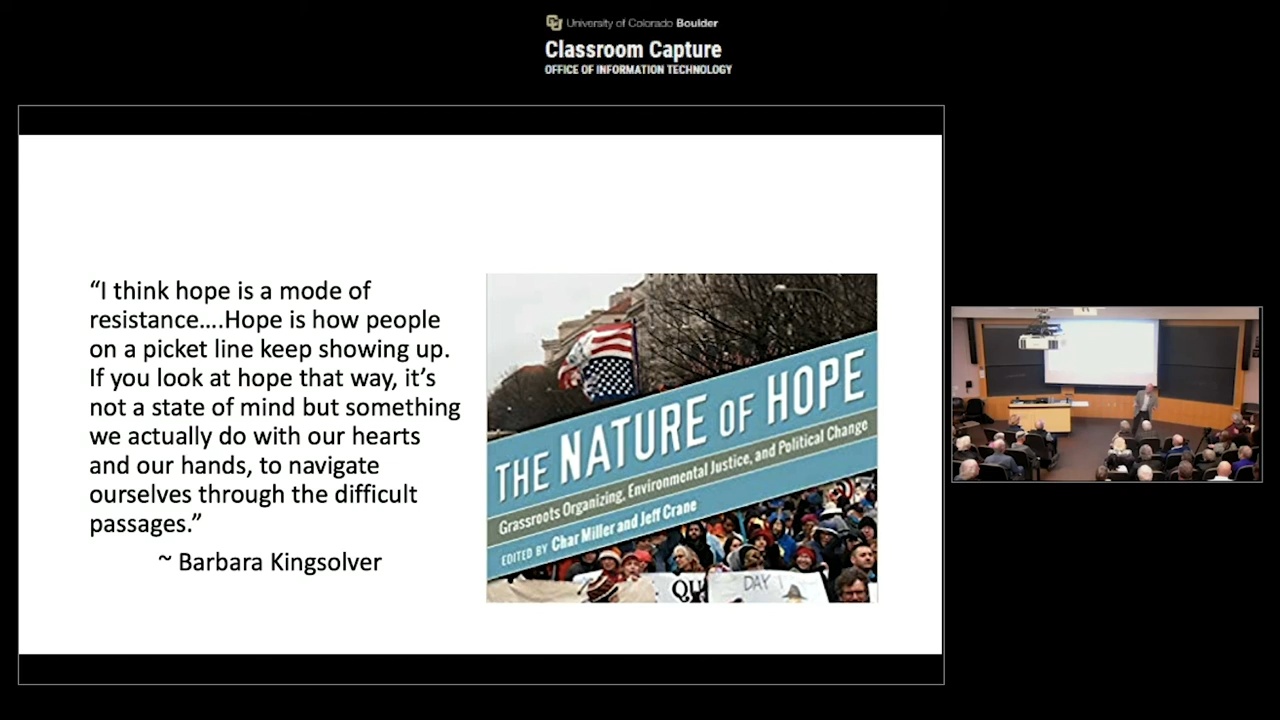 University of Colorado Boulder
Classroom Capture
OFFICE OF INFORMATION TECHNOLOGY
“I think hope is a mode of
resistance….Hope is how people
on a picket line keep showing up.
If you look at hope that way, it’s
not a state of mind but something
we actually do with our hearts
and our hands, to navigate
ourselves through the difficult
passages.”
~ Barbara Kingsolver
THE NATURE OF HOPE
Grassroots Organizing, Environmental Justice, and Political Change
EDITED BY Char Miller and Jeff Crane
DAY 1